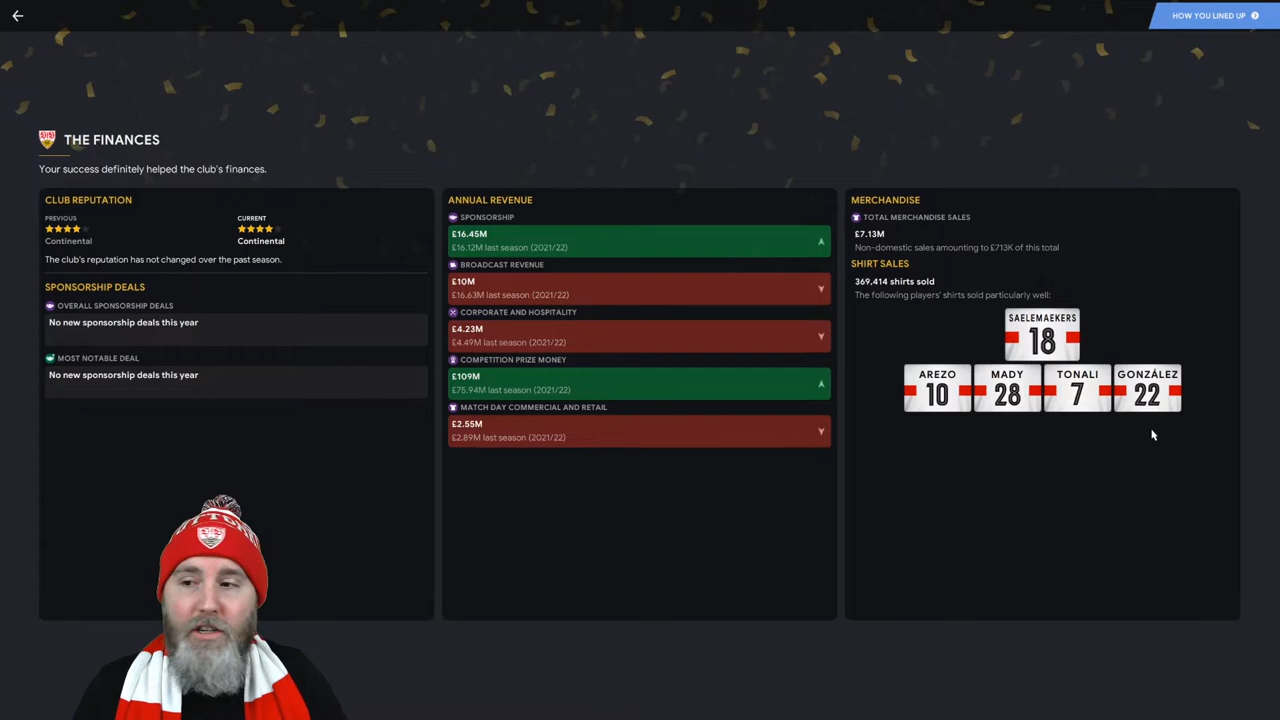 HOW YOU LINED UP
THE FINANCES
Your success definitely helped the club's finances.
CLUB REPUTATION
PREVIOUS
CURRENT
Continental
Continental
The club's reputation has not changed over the past season.
SPONSORSHIP DEALS
OVERALL SPONSORSHIP DEALS
No new sponsorship deals this year
MOST NOTABLE DEAL
No new sponsorship deals this year
ANNUAL REVENUE
SPONSORSHIP
£16.45M
£16.12M last season (2021/22)
BROADCAST REVENUE
£10M
£16.63M last season (2021/22)
CORPORATE AND HOSPITALITY
£4.23M
£4.49M last season (2021/22)
COMPETITION PRIZE MONEY
£109M
£75.94M last season (2021/22)
MATCH DAY COMMERCIAL AND RETAIL
£2.55M
£2.89M last season (2021/22)
MERCHANDISE
TOTAL MERCHANDISE SALES
£7.13M
Non-domestic sales amounting to £713K of this total
SHIRT SALES
369,414 shirts sold
The following players' shirts sold particularly well:
SAELEMAEKERS
18
AREZO
10
MADY
28
TONALI
7
GONZÁLEZ
22